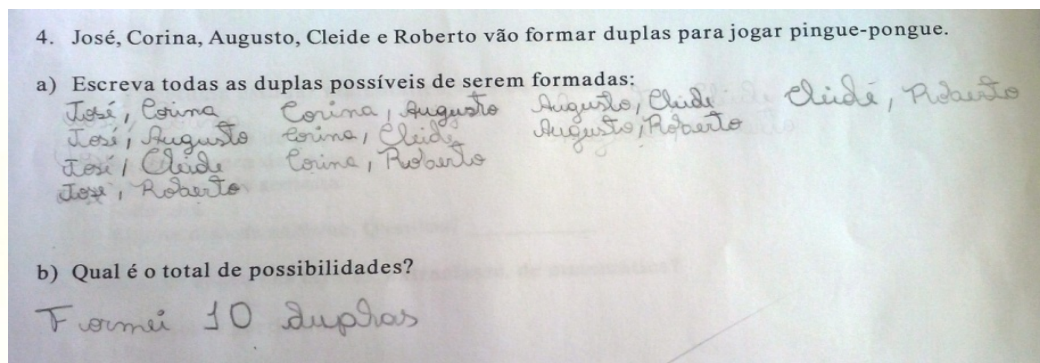 4. José, Corina, Augusto, Cleide e Roberto vão formar duplas para jogar pingue-pongue.
a) Escreva todas as duplas possíveis de serem formadas:
José, Corina Corina, Augusto Augusto, Cleide Cleide, Roberto
José, Augusto Corina, Cleide Augusto, Roberto
José, Cleide Corina, Roberto
José, Roberto
b) Qual é o total de possibilidades?
Formei 10 duplas